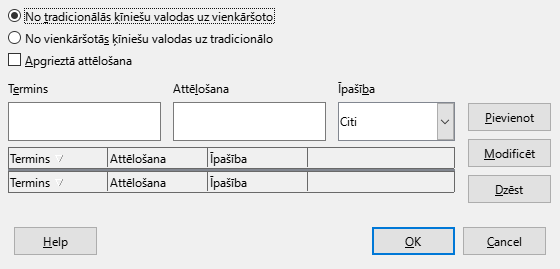 No tradicionālās ķīniešu valodas uz vienkāršoto
No vienkāršotās ķīniešu valodas uz tradicionālo
Apgrieztā attēlošana
Termins Attēlošana Īpašība
Citi
Pievienot
Termins / Attēlošana Īpašība
Modificēt
Termins / Attēlošana Īpašība
Dzēst
Help OK Cancel